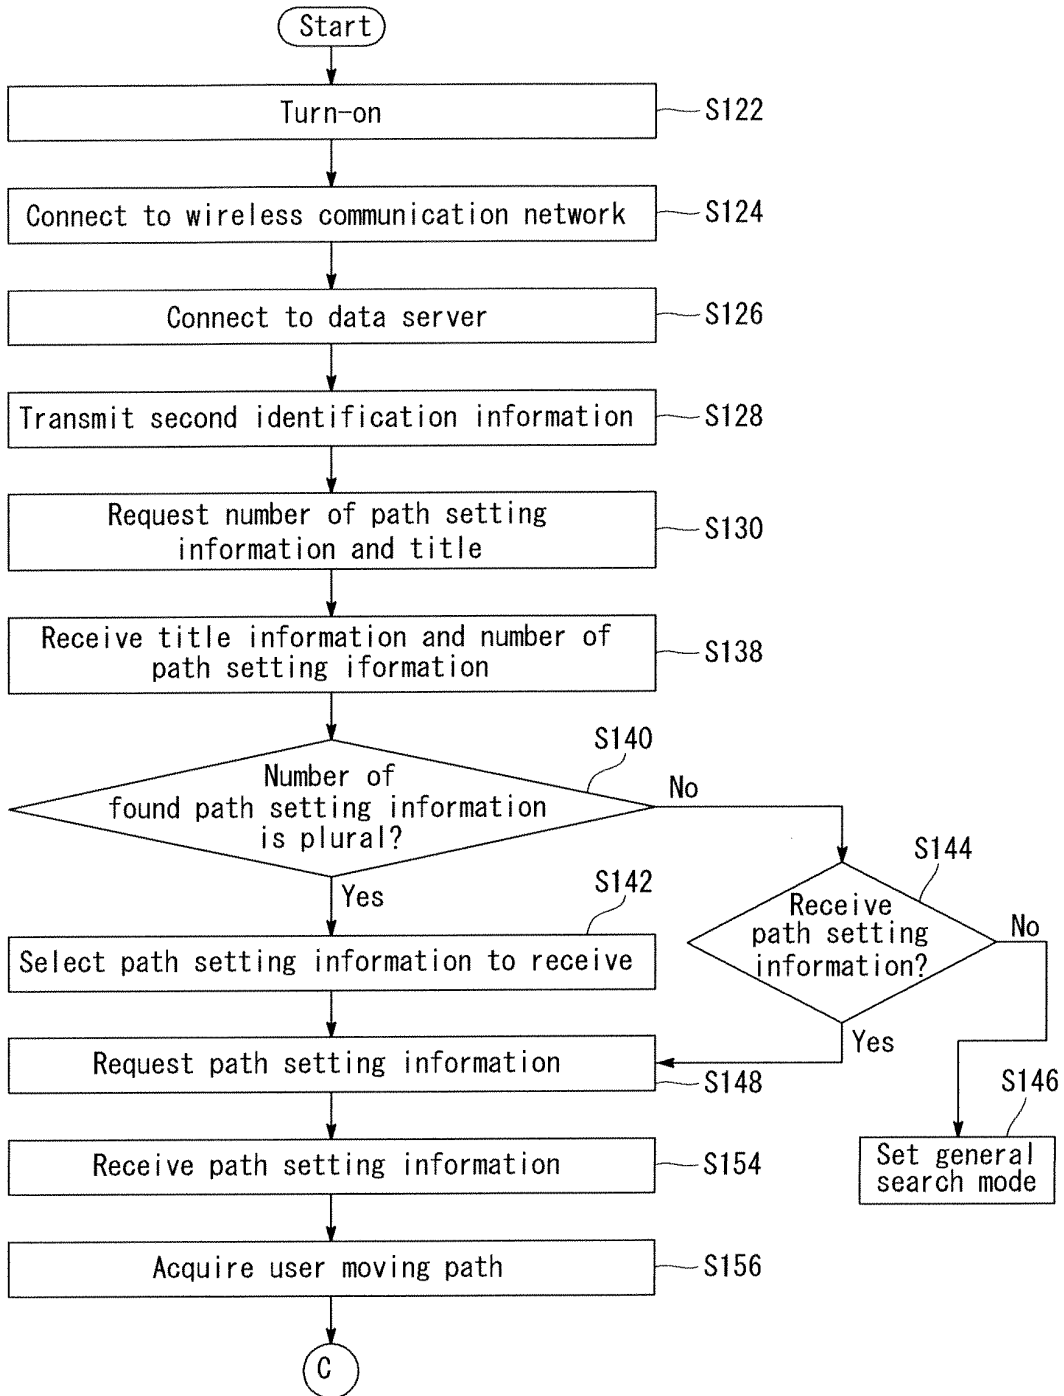 Start
Turn-on
S122
Connect to wireless communication network
S124
Connect to data server
S126
Transmit second identification information
S128
Request number of path setting
information and title
S130
Receive title information and number of
path setting iformation
S138
S140
Number of
found path setting information
is plural?
No
Yes
S142
Select path setting information to receive
S144
Receive
path setting
information?
No
Yes
Request path setting information
S148
S146
Set general
search mode
Receive path setting information
S154
Acquire user moving path
S156
C